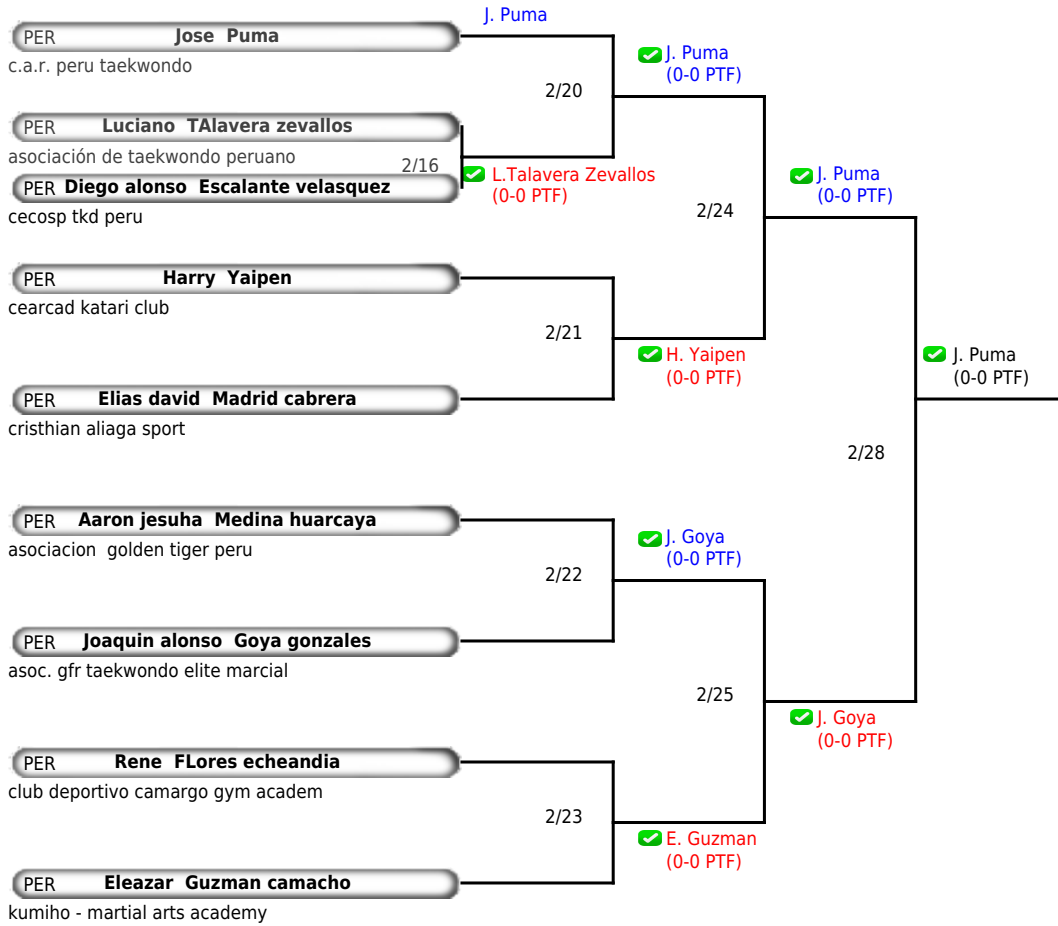 J. Puma
PER Jose Puma
c.a.r. peru taekwondo
J. Puma
(0-0 PTF)
2/20
PER Luciano TAlavera zevallos
asociación de taekwondo peruano
2/16
L.Talavera Zevallos
(0-0 PTF)
PER Diego alonso Escalante velasquez
cecosp tkd peru
J. Puma
(0-0 PTF)
2/24
PER Harry Yaipen
cearcad katari club
2/21
H. Yaipen
(0-0 PTF)
J. Puma
(0-0 PTF)
PER Elias david Madrid cabrera
cristhian aliaga sport
2/28
PER Aaron jesuha Medina huarcaya
asociacion golden tiger peru
J. Goya
(0-0 PTF)
2/22
PER Joaquin alonso Goya gonzales
asoc. gfr taekwondo elite marcial
2/25
J. Goya
(0-0 PTF)
PER Rene FLores echeandia
club deportivo camargo gym academ
2/23
E. Guzman
(0-0 PTF)
PER Eleazar Guzman camacho
kumiho - martial arts academy